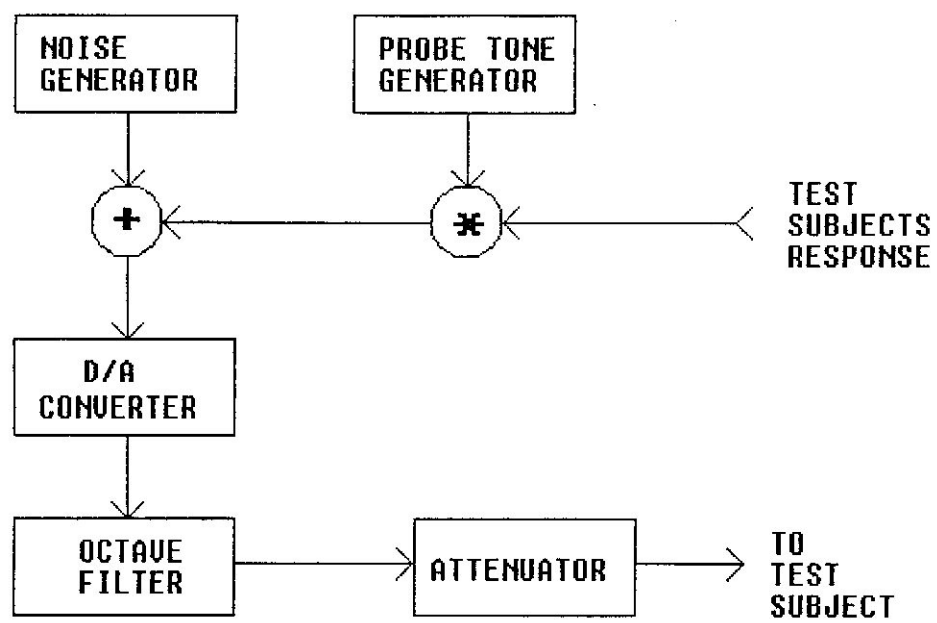 NOISE
GENERATOR
PROBE TONE
GENERATOR
+
*
TEST
SUBJECTS
RESPONSE
D/A
CONVERTER
OCTAVE
FILTER
ATTENUATOR
TO
TEST
SUBJECT